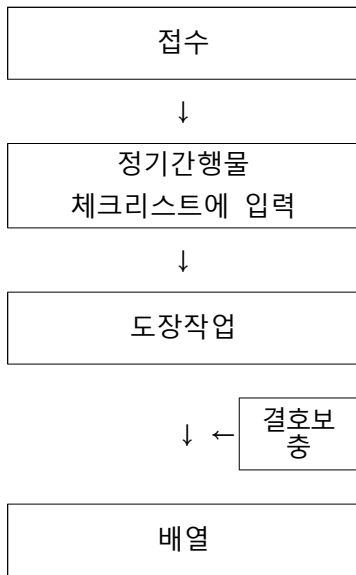 접수
↓
정기간행물
체크리스트에 입력
↓
도장작업
↓ ← 결호보
충
배열